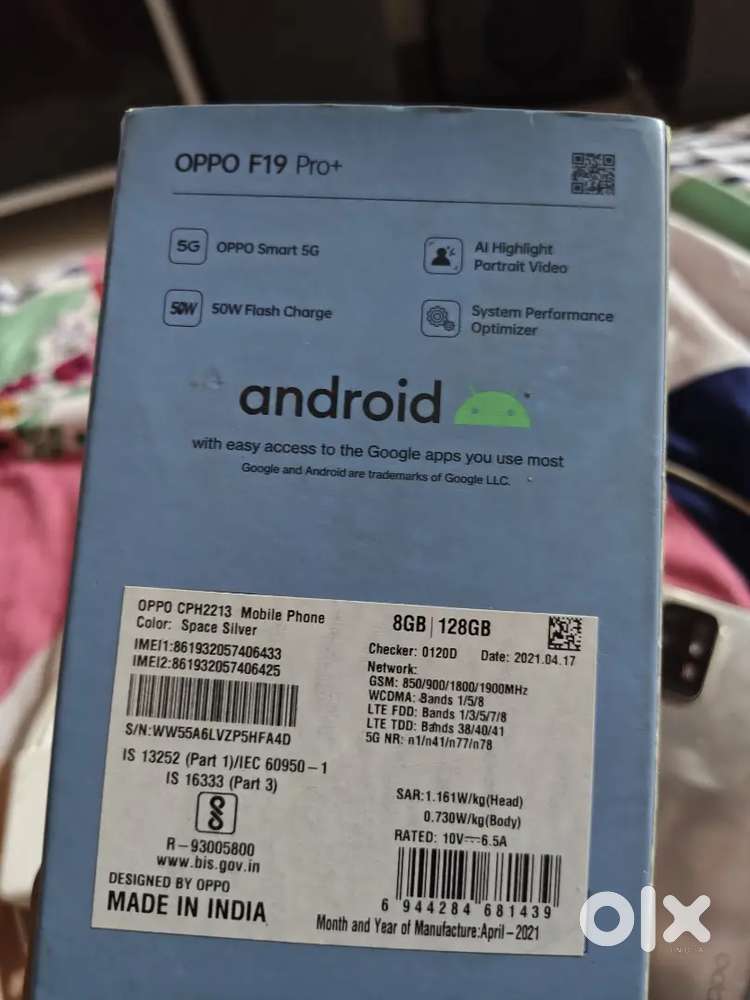 OPPO F19 Pro+
5G OPPO Smart 5G
AI Highlight
Portrait Video
50W 50W Flash Charge
System Performance
Optimizer
android
with easy access to the Google apps you use most
Google and Android are trademarks of Google LLC.
OPPO CPH2213 Mobile Phone
Color: Space Silver
IMEI1:861932057406433
IMEI2:861932057406425
S/N:WW55A6LVZP5HFA4D
IS 13252 (Part 1)/IEC 60950-1
IS 16333 (Part 3)
R-93005800
www.bis.gov.in
DESIGNED BY OPPO
MADE IN INDIA
8GB | 128GB
Checker: 0120D Date: 2021.04.17
Network:
GSM: 850/900/1800/1900MHz
WCDMA: Bands 1/5/8
LTE FDD: Bands 1/3/5/7/8
LTE TDD: Bands 38/40/41
5G NR: n1/n41/n77/n78
SAR:1.161W/kg(Head)
0.730W/kg(Body)
RATED: 10V⎓6.5A
6 944284 681439
Month and Year of Manufacture:April-2021
olx
INDIA
oppo